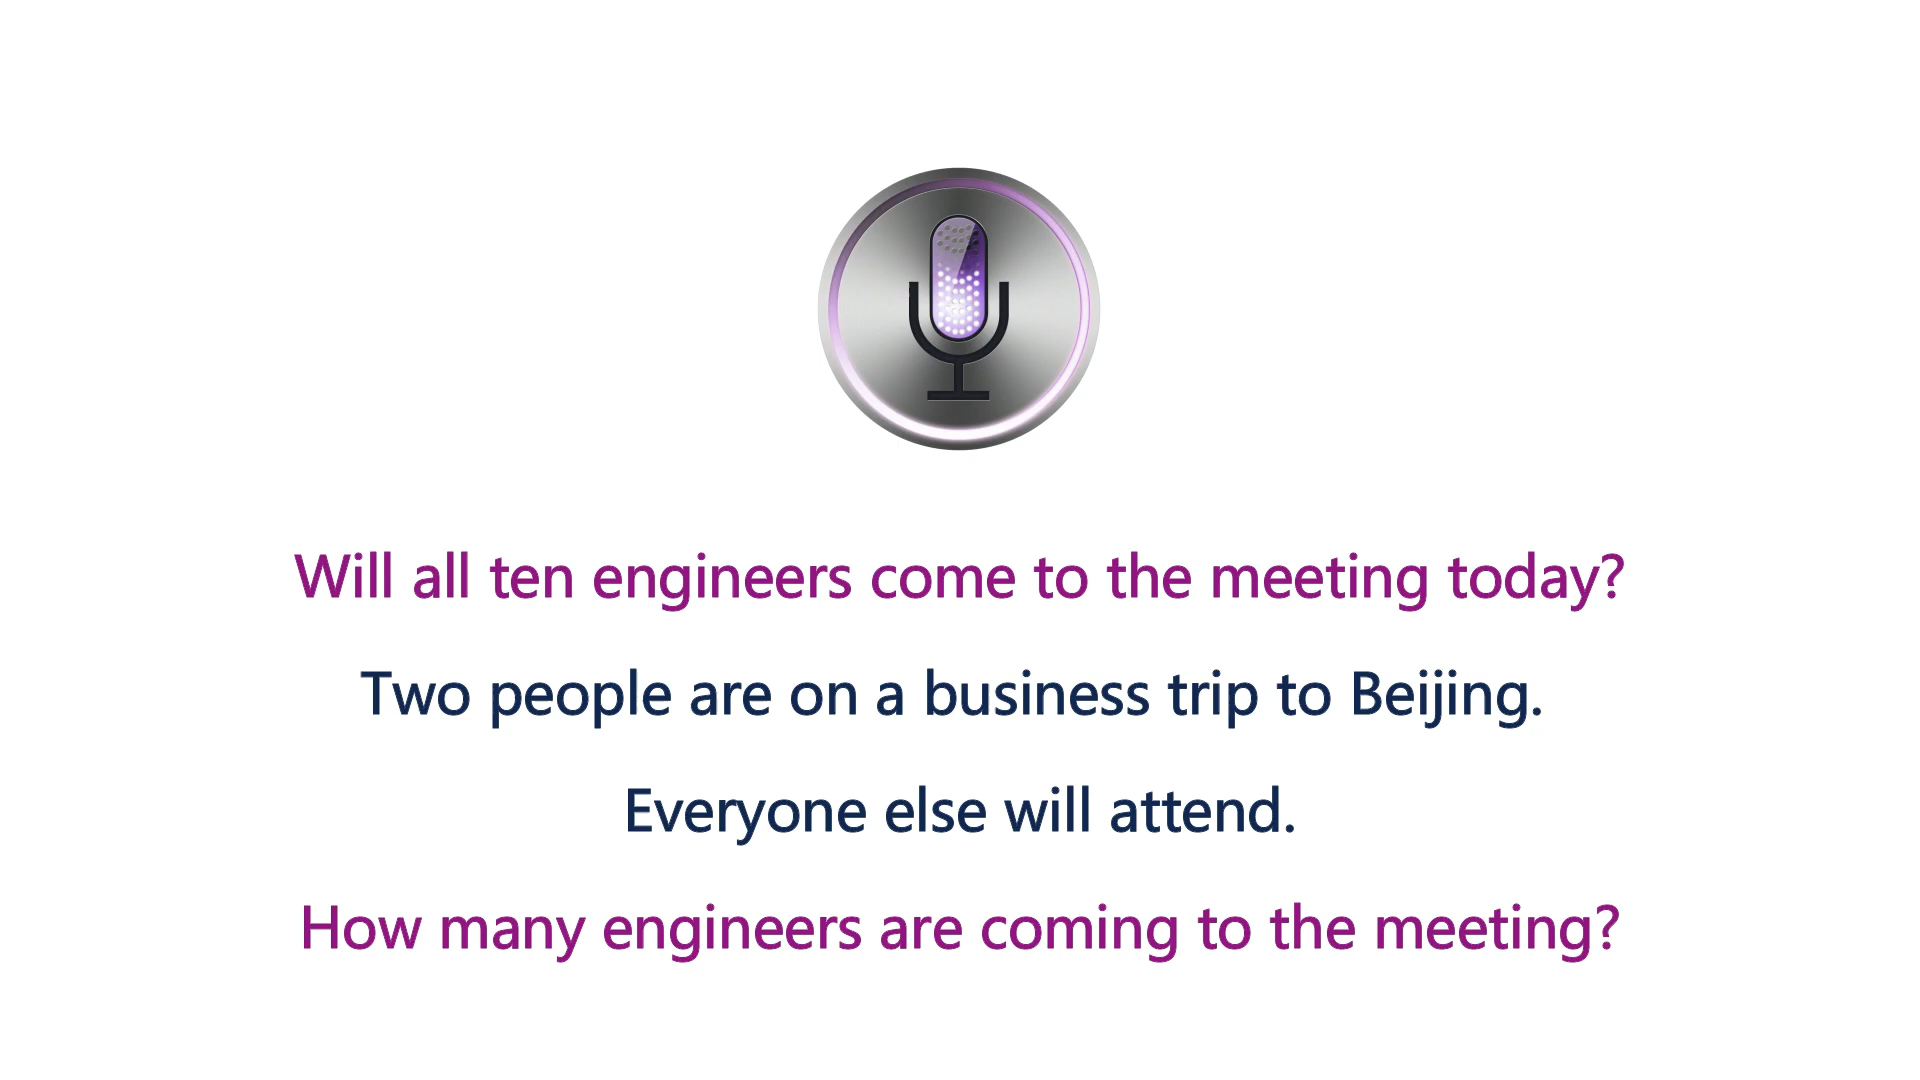 Will all ten engineers come to the meeting today?
Two people are on a business trip to Beijing.
Everyone else will attend.
How many engineers are coming to the meeting?